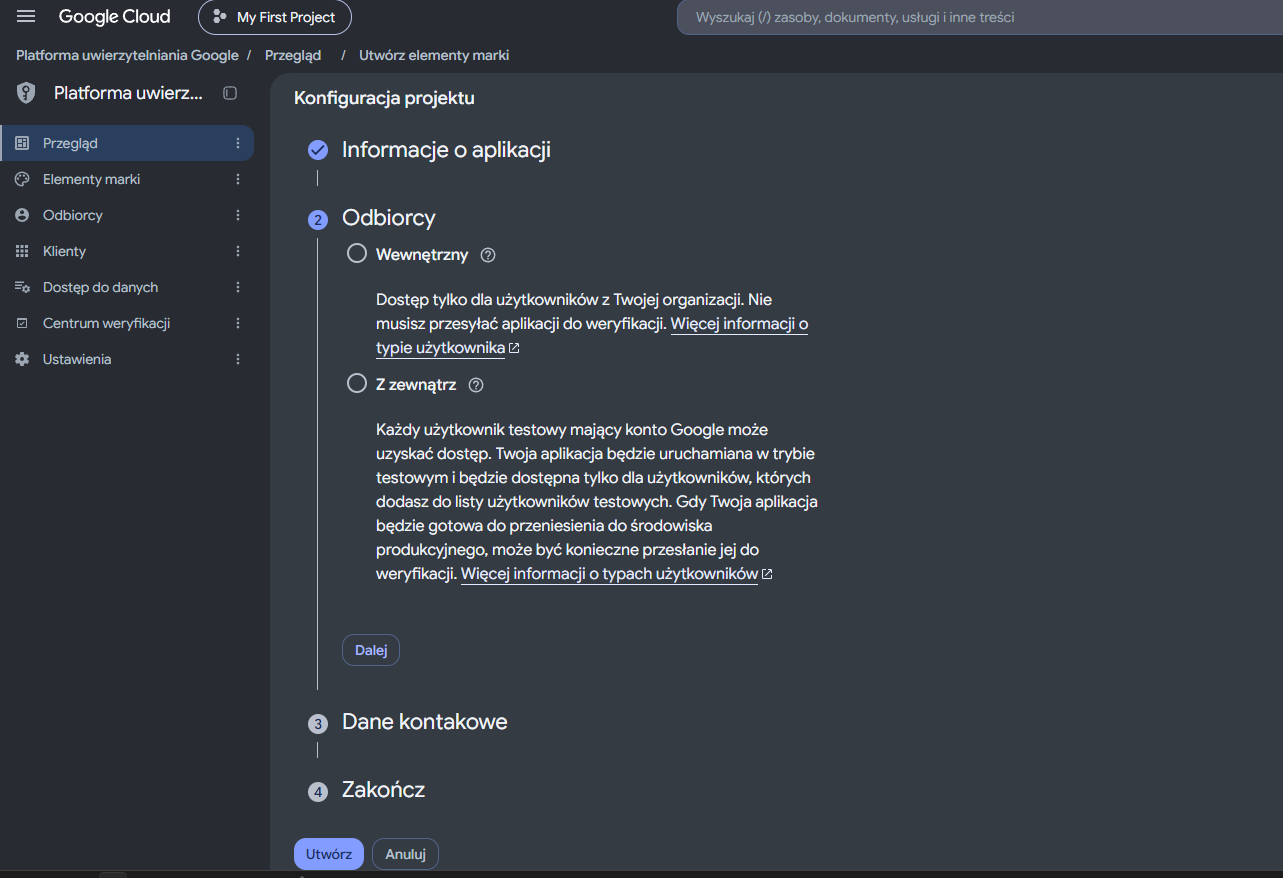 Google Cloud
My First Project
Wyszukaj (/) zasoby, dokumenty, usługi i inne treści
Platforma uwierzytelniania Google / Przegląd / Utwórz elementy marki
Platforma uwierz...
Przegląd
Elementy marki
Odbiorcy
Klienty
Dostęp do danych
Centrum weryfikacji
Ustawienia
Konfiguracja projektu
Informacje o aplikacji
2 Odbiorcy
Wewnętrzny
Dostęp tylko dla użytkowników z Twojej organizacji. Nie
musisz przesyłać aplikacji do weryfikacji. Więcej informacji o
typie użytkownika
Z zewnątrz
Każdy użytkownik testowy mający konto Google może
uzyskać dostęp. Twoja aplikacja będzie uruchamiana w trybie
testowym i będzie dostępna tylko dla użytkowników, których
dodasz do listy użytkowników testowych. Gdy Twoja aplikacja
będzie gotowa do przeniesienia do środowiska
produkcyjnego, może być konieczne przesłanie jej do
weryfikacji. Więcej informacji o typach użytkowników
Dalej
3 Dane kontakowe
4 Zakończ
Utwórz
Anuluj